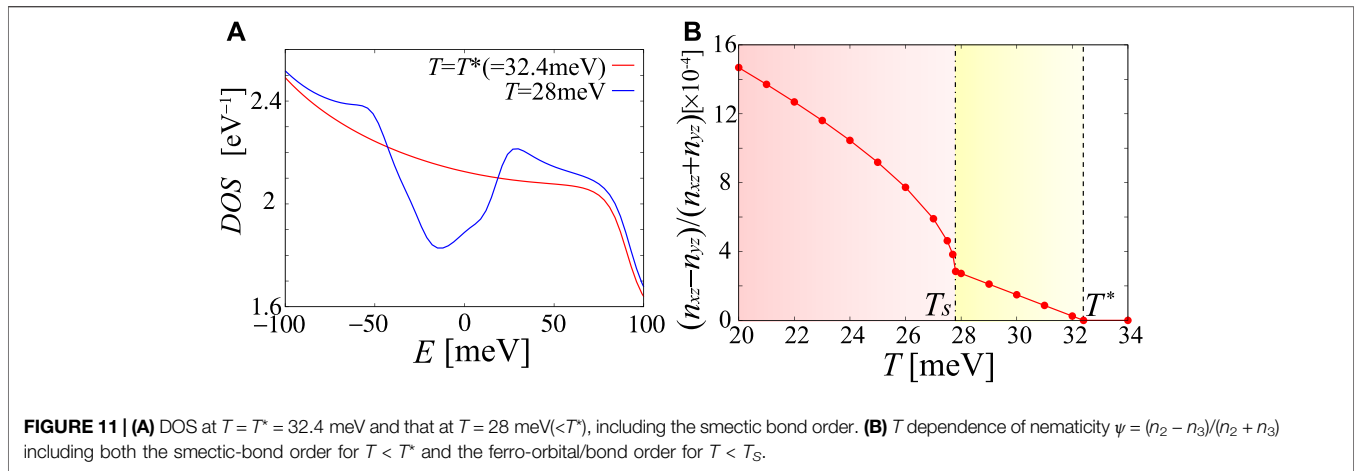 A
T=T*(=32.4meV)
T=28meV
DOS [eV⁻¹]
2.4
2
1.6
−100 −50 0 50 100
E [meV]
B
(nxz−nyz)/(nxz+nyz)[×10⁻⁴]
16
12
8
4
0
Ts T*
20 22 24 26 28 30 32 34
T [meV]
FIGURE 11 | (A) DOS at T = T* = 32.4 meV and that at T = 28 meV(<T*), including the smectic bond order. (B) T dependence of nematicity ψ = (n₂ − n₃)/(n₂ + n₃)
including both the smectic-bond order for T < T* and the ferro-orbital/bond order for T < TS.